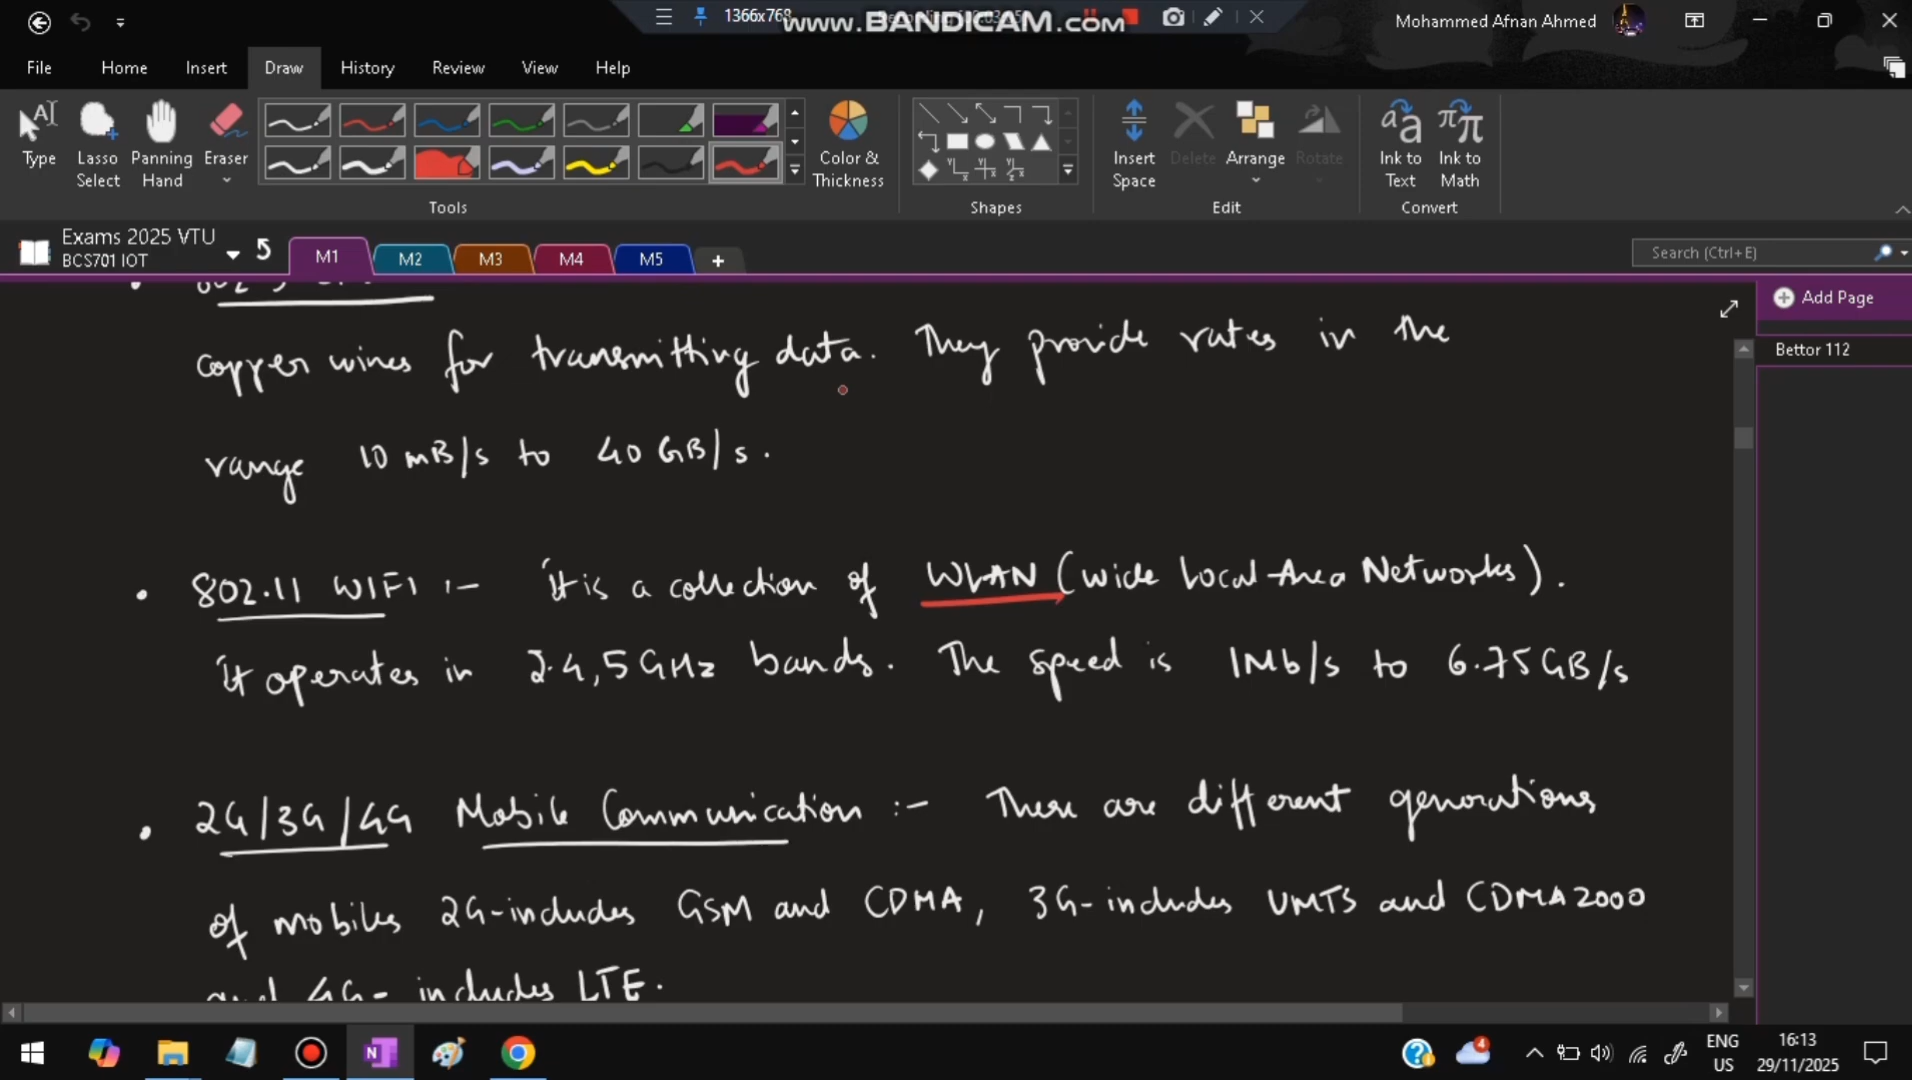 1366x768
www.BANDICAM.com
Mohammed Afnan Ahmed
File Home Insert Draw History Review View Help
Type
Lasso Select
Panning Hand
Eraser
Color & Thickness
Insert Space
Delete
Arrange
Rotate
Ink to Text
Ink to Math
Tools Shapes Edit Convert
Exams 2025 VTU
BCS701 IOT
M1 M2 M3 M4 M5
Search (Ctrl+E)
Add Page
Bettor 112
copper wires for transmitting data. They provide rates in the
range 10 mB/s to 40 GB/s.
• 802.11 WIFI :- It is a collection of WLAN (Wide Local Area Networks).
It operates in 2.4, 5 GHz bands. The speed is 1Mb/s to 6.75GB/s
• 2G/3G/4G Mobile Communication :- There are different generations
of mobiles 2G-includes GSM and CDMA, 3G-includes UMTS and CDMA2000
and 4G- includes LTE.
4
ENG
US
16:13
29/11/2025